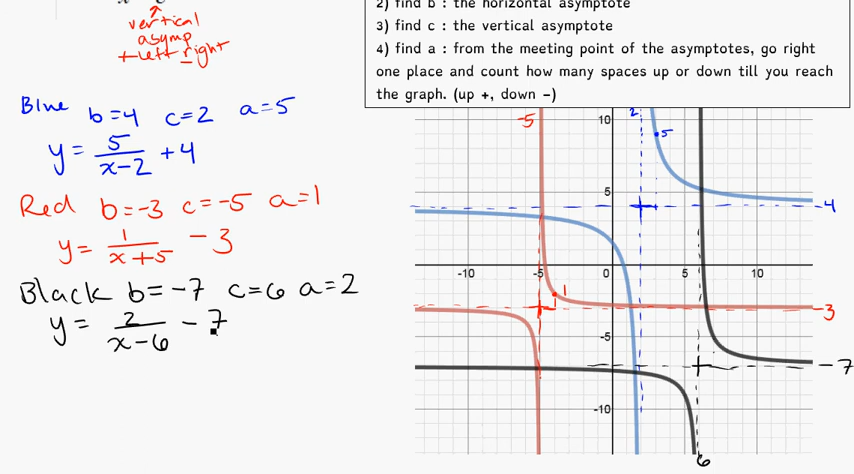 vertical
asymp
+left -right
2) find b : the horizontal asymptote
3) find c : the vertical asymptote
4) find a : from the meeting point of the asymptotes, go right
one place and count how many spaces up or down till you reach
the graph. (up +, down -)
Blue b=4 c=2 a=5
y = 5/(x-2) + 4
Red b=-3 c=-5 a=1
y = 1/(x+5) - 3
Black b=-7 c=6 a=2
y = 2/(x-6) - 7
-5 10 2
5
5
-4
-10 -5 0 5 10
1
-3
-5
-7
-10
6